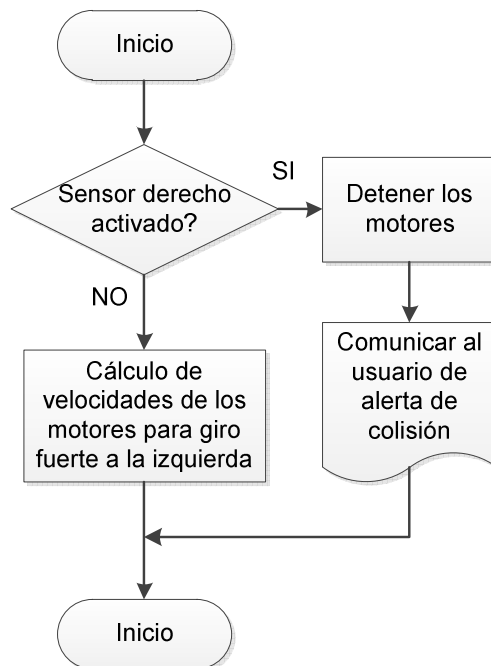 Inicio
Sensor derecho
activado?
SI
Detener los
motores
NO
Comunicar al
usuario de
alerta de
colisión
Cálculo de
velocidades de los
motores para giro
fuerte a la izquierda
Inicio